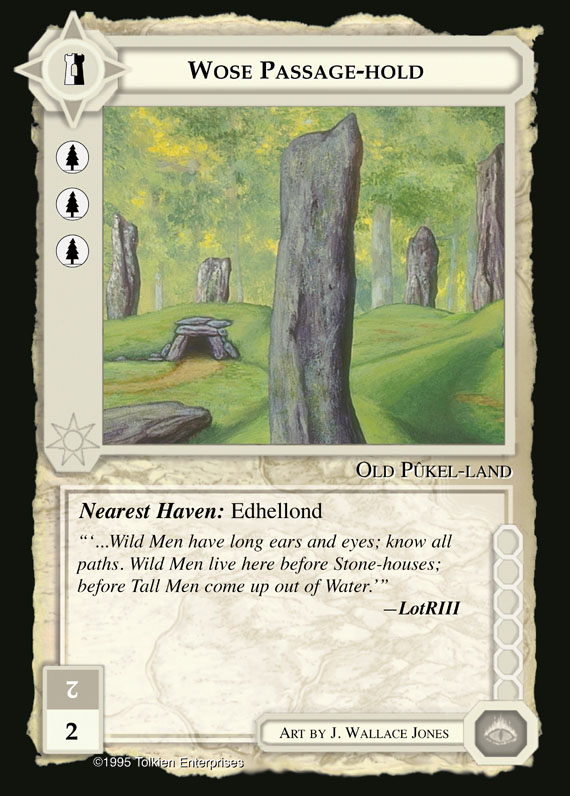 Wose Passage-hold
Old Pûkel-land
Nearest Haven: Edhellond
“‘...Wild Men have long ears and eyes; know all
paths. Wild Men live here before Stone-houses;
before Tall Men come up out of Water.’”
—LotRIII
2
2
Art by J. Wallace Jones
©1995 Tolkien Enterprises